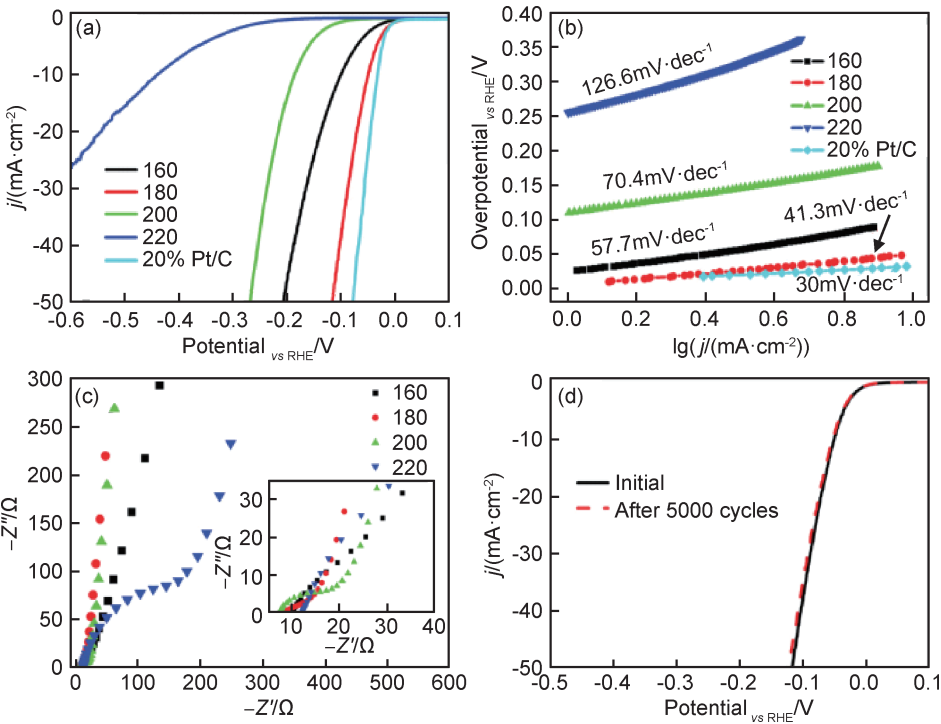 (a)
0
-10
-20
-30
-40
-50
j/(mA·cm-2)
160
180
200
220
20% Pt/C
-0.6 -0.5 -0.4 -0.3 -0.2 -0.1 0.0 0.1
Potential vs RHE/V
(b)
0.40
0.35
0.30
0.25
0.20
0.15
0.10
0.05
0.00
Overpotential vs RHE/V
126.6mV·dec-1
70.4mV·dec-1
57.7mV·dec-1
41.3mV·dec-1
30mV·dec-1
160
180
200
220
20% Pt/C
0.0 0.2 0.4 0.6 0.8 1.0
lg(j/(mA·cm-2))
(c)
300
250
200
150
100
50
0
-Z″/Ω
160
180
200
220
30
20
10
0
-Z″/Ω
10 20 30 40
-Z′/Ω
0 100 200 300 400 500 600
-Z′/Ω
(d)
0
-10
-20
-30
-40
-50
j/(mA·cm-2)
Initial
After 5000 cycles
-0.5 -0.4 -0.3 -0.2 -0.1 0.0 0.1
Potential vs RHE/V